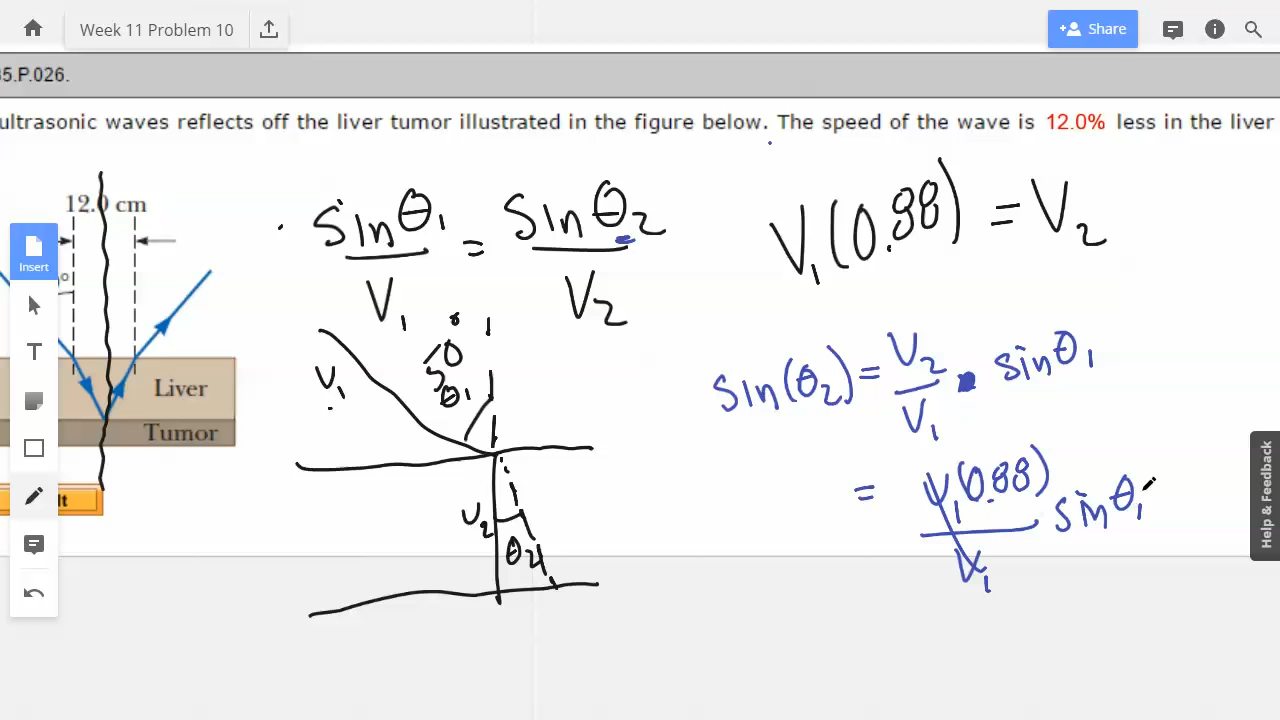 Week 11 Problem 10
Share
35.P.026.
ultrasonic waves reflects off the liver tumor illustrated in the figure below. The speed of the wave is 12.0% less in the liver
12.0 cm
Insert
°
T
Liver
Tumor
sinθ₁/V₁ = sinθ₂/V₂
V₁(0.88) = V₂
V₁
θ₁
V₂
θ₂
sin(θ₂) = V₂/V₁ • sinθ₁
= V₁(0.88)/V₁ sinθ₁
Help & Feedback